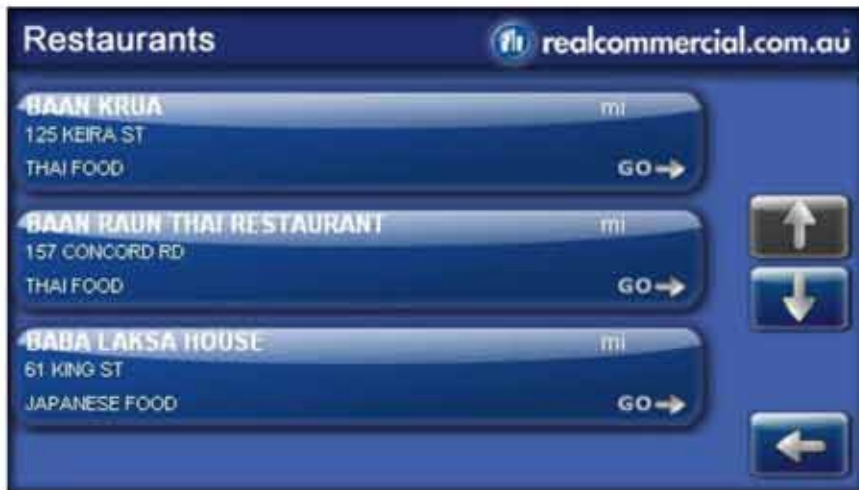 Restaurants realcommercial.com.au
BAAN KRUA mi
125 KEIRA ST
THAI FOOD GO
BAAN RAUN THAI RESTAURANT mi
157 CONCORD RD
THAI FOOD GO
BABA LAKSA HOUSE mi
61 KING ST
JAPANESE FOOD GO